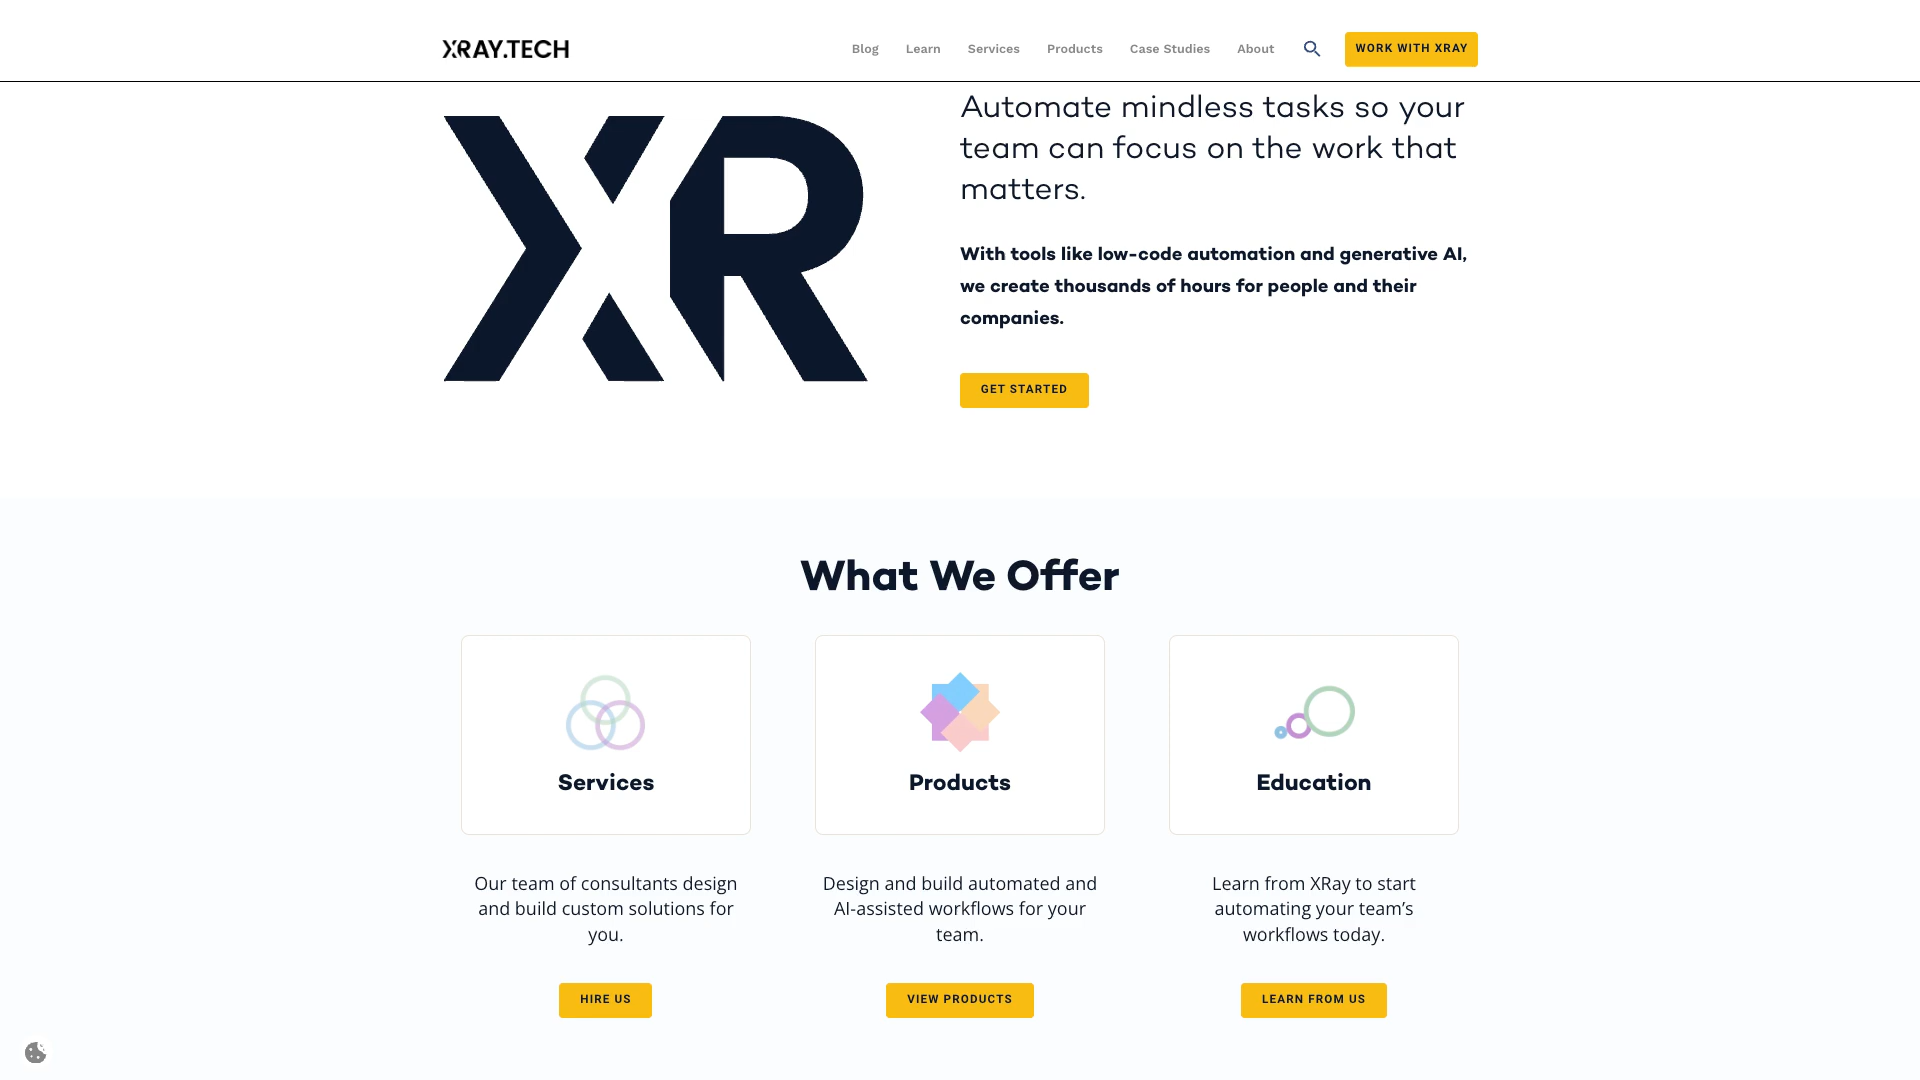 XRAY.TECH
Blog Learn Services Products Case Studies About WORK WITH XRAY
XR
Automate mindless tasks so your
team can focus on the work that
matters.
With tools like low-code automation and generative AI,
we create thousands of hours for people and their
companies.
GET STARTED
What We Offer
Services
Products
Education
Our team of consultants design
and build custom solutions for
you.
Design and build automated and
AI-assisted workflows for your
team.
Learn from XRay to start
automating your team’s
workflows today.
HIRE US
VIEW PRODUCTS
LEARN FROM US